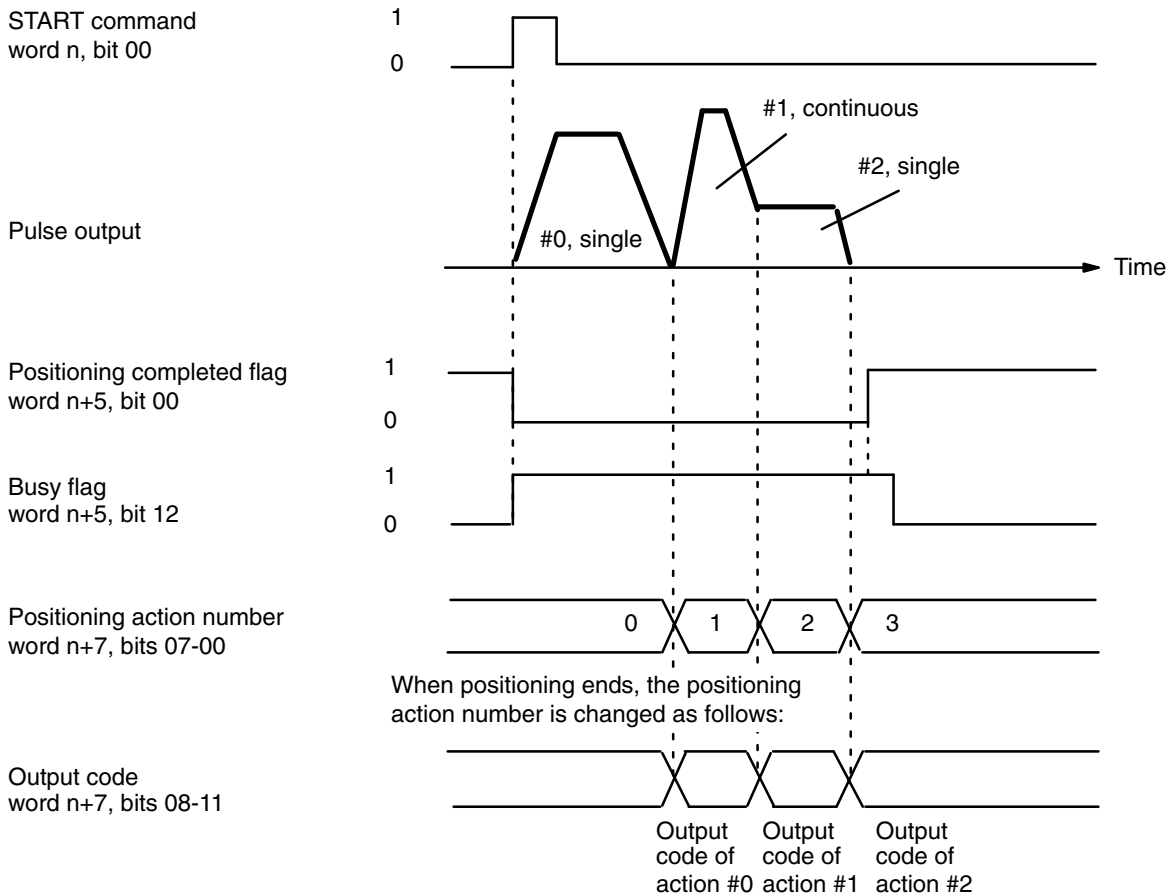 START command
word n, bit 00
1
0
#1, continuous
#2, single
Pulse output
#0, single
Time
Positioning completed flag
word n+5, bit 00
1
0
Busy flag
word n+5, bit 12
1
0
Positioning action number
word n+7, bits 07-00
0
1
2
3
When positioning ends, the positioning
action number is changed as follows:
Output code
word n+7, bits 08-11
Output
code of
action #0
Output
code of
action #1
Output
code of
action #2